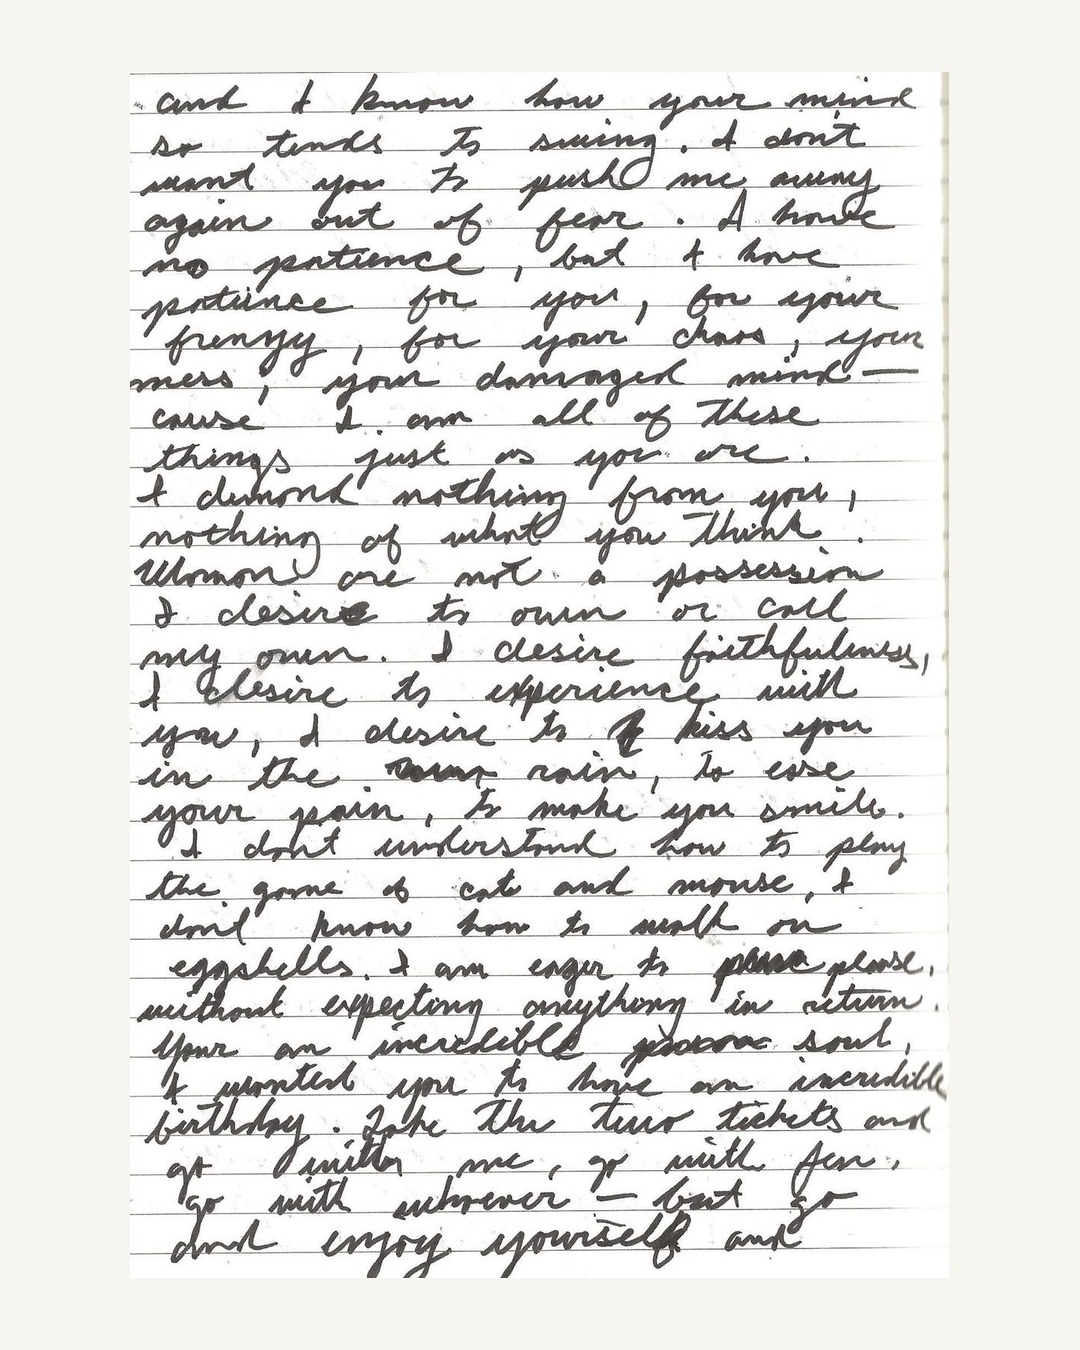 and I know how your mind
so tends to swing. I don't
want you to push me away
again out of fear. I have
no patience, but I have
patience for you, for your
frenzy, for your chaos, your
mess, your damaged mind—
cause I am all of these
things just as you are.
I demand nothing from you,
nothing of what you think.
Woman are not a possession
I desire to own or call
my own. I desire faithfulness,
I desire to experience with
you, I desire to kiss you
in the rain, to ease
your pain, to make you smile.
I don't understand how to play
the game of cat and mouse, I
don't know how to walk on
eggshells. I am eager to please,
without expecting anything in return.
Your an incredible soul,
I wanted you to have an incredible
birthday. Take the two tickets and
go with me, go with Jen,
go with whoever — but go
and enjoy yourself and